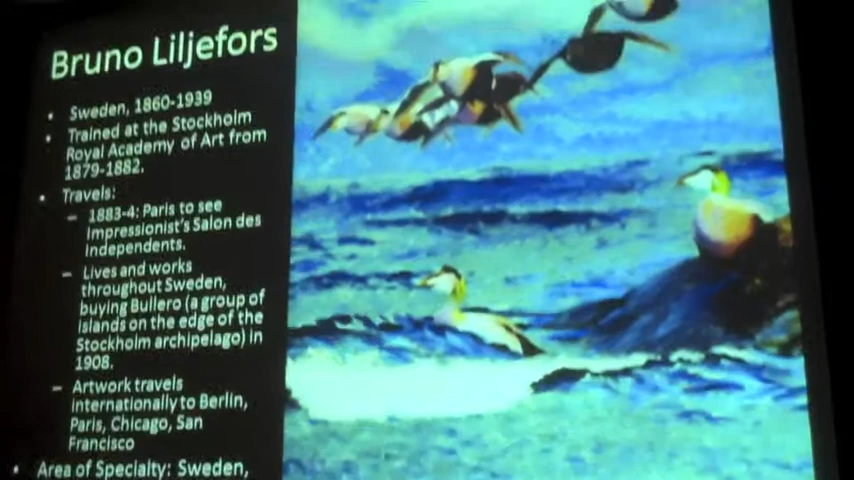 Bruno Liljefors
• Sweden, 1860-1939
• Trained at the Stockholm
Royal Academy of Art from
1879-1882.
• Travels:
– 1883-4: Paris to see
Impressionist's Salon des
Independents.
– Lives and works
throughout Sweden,
buying Bullero (a group of
islands on the edge of the
Stockholm archipelago) in
1908.
– Artwork travels
internationally to Berlin,
Paris, Chicago, San
Francisco
• Area of Specialty: Sweden,